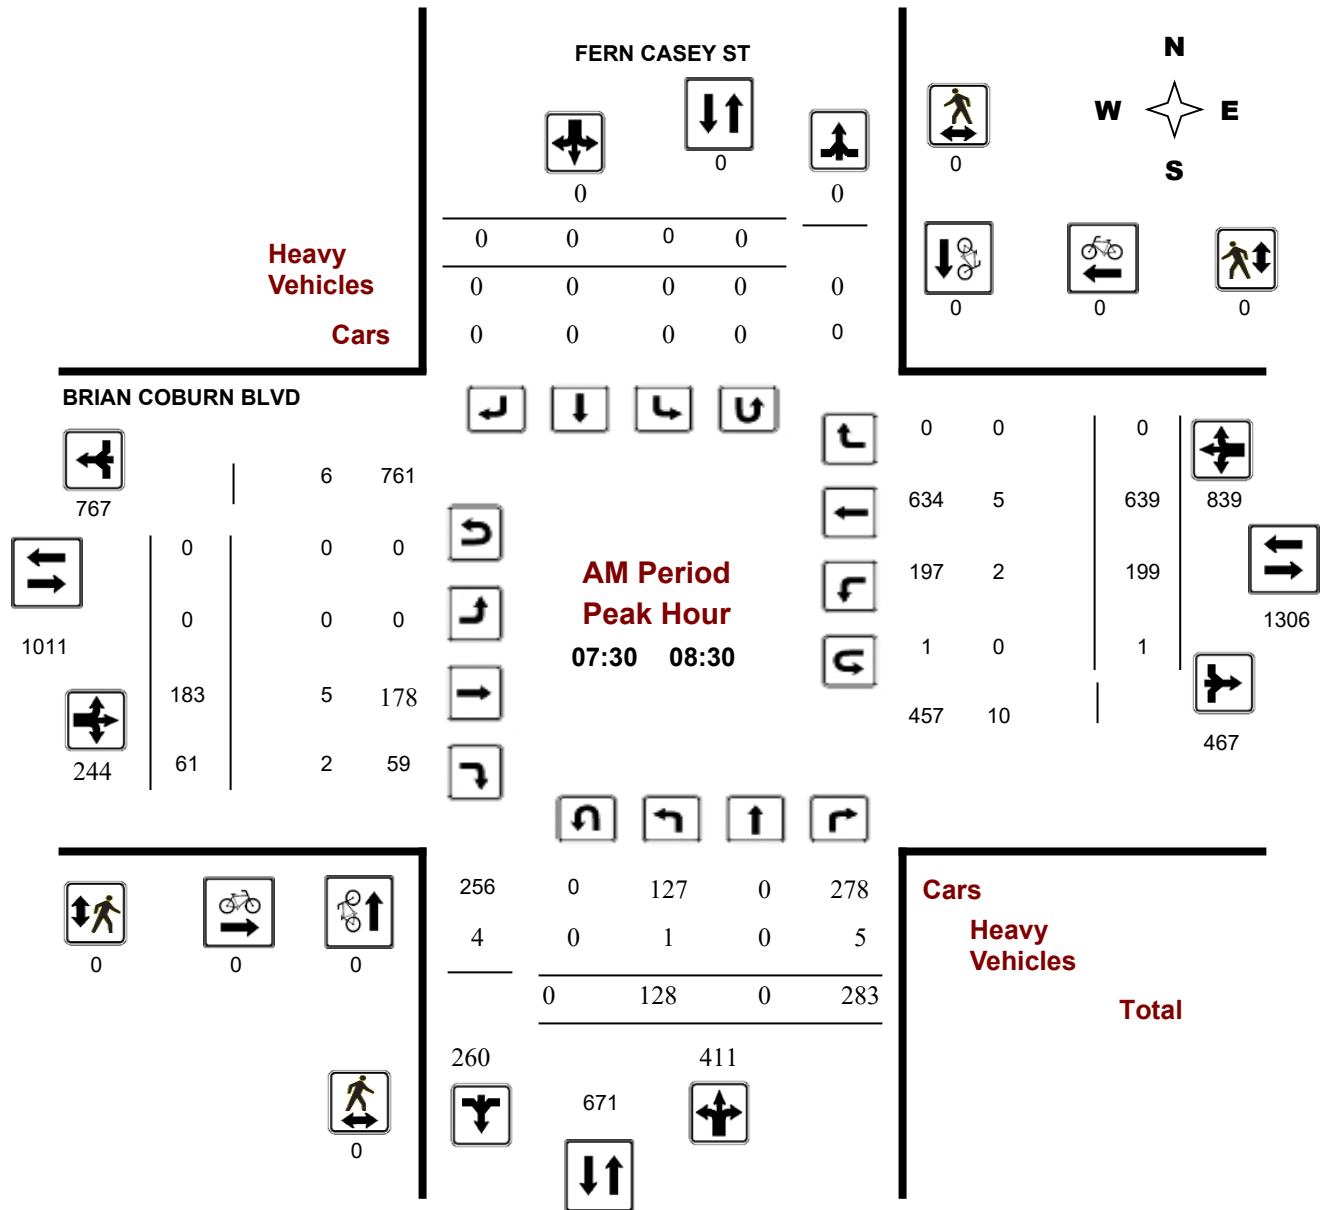 FERN CASEY ST
N
W E
S
0
0
0
0 0
0 0 0 0
Heavy
Vehicles
0 0 0 0 0
0 0 0
Cars
0 0 0 0 0
BRIAN COBURN BLVD
767
6 761
0 0 0
0 0 0
1011
183 5 178
244 61 2 59
AM Period
Peak Hour
07:30 08:30
0 0 0
634 5 639 839
197 2 199
1306
1 0 1
457 10
467
256 0 127 0 278
4 0 1 0 5
0 128 0 283
260 411
671
0 0 0
0
Cars
Heavy
Vehicles
Total